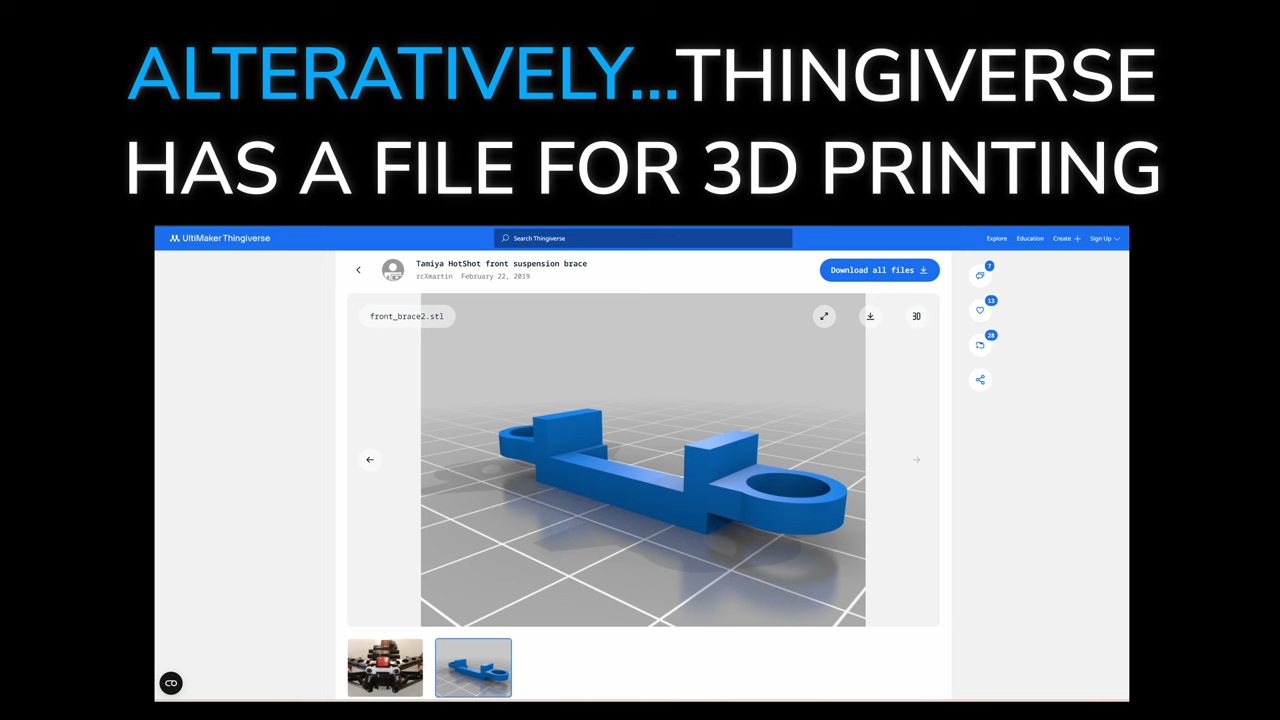 ALTERATIVELY...THINGIVERSE
HAS A FILE FOR 3D PRINTING
UltiMaker Thingiverse
Search Thingiverse
Explore
Education
Create +
Sign Up
Tamiya HotShot front suspension brace
rcXmartin February 22, 2019
Download all files
7
front_brace2.stl
3D
13
28